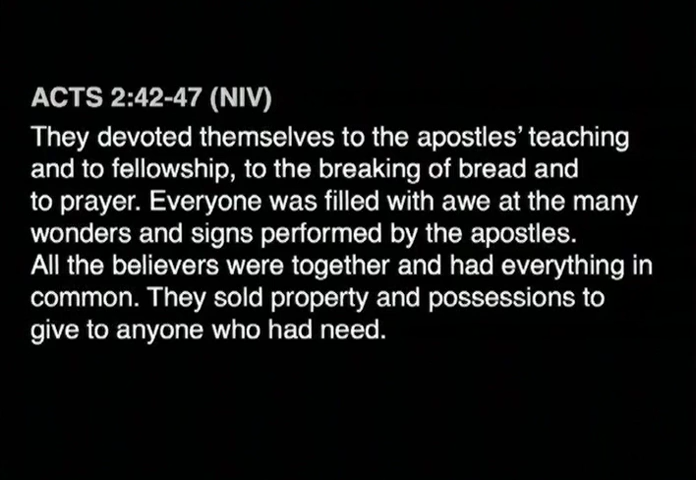 ACTS 2:42-47 (NIV)
They devoted themselves to the apostles’ teaching
and to fellowship, to the breaking of bread and
to prayer. Everyone was filled with awe at the many
wonders and signs performed by the apostles.
All the believers were together and had everything in
common. They sold property and possessions to
give to anyone who had need.